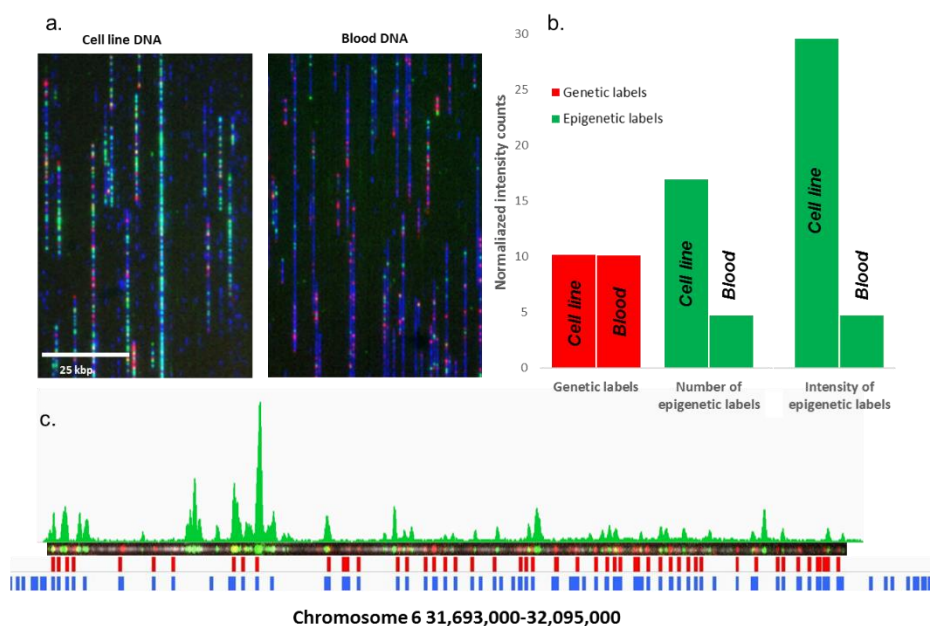 a.
Cell line DNA
Blood DNA
25 kbp
b.
Normaliazed intensity counts
30
25
20
15
10
5
0
Genetic labels
Epigenetic labels
Cell line
Blood
Cell line
Blood
Cell line
Blood
Genetic labels
Number of
epigenetic labels
Intensity of
epigenetic labels
c.
Chromosome 6 31,693,000-32,095,000